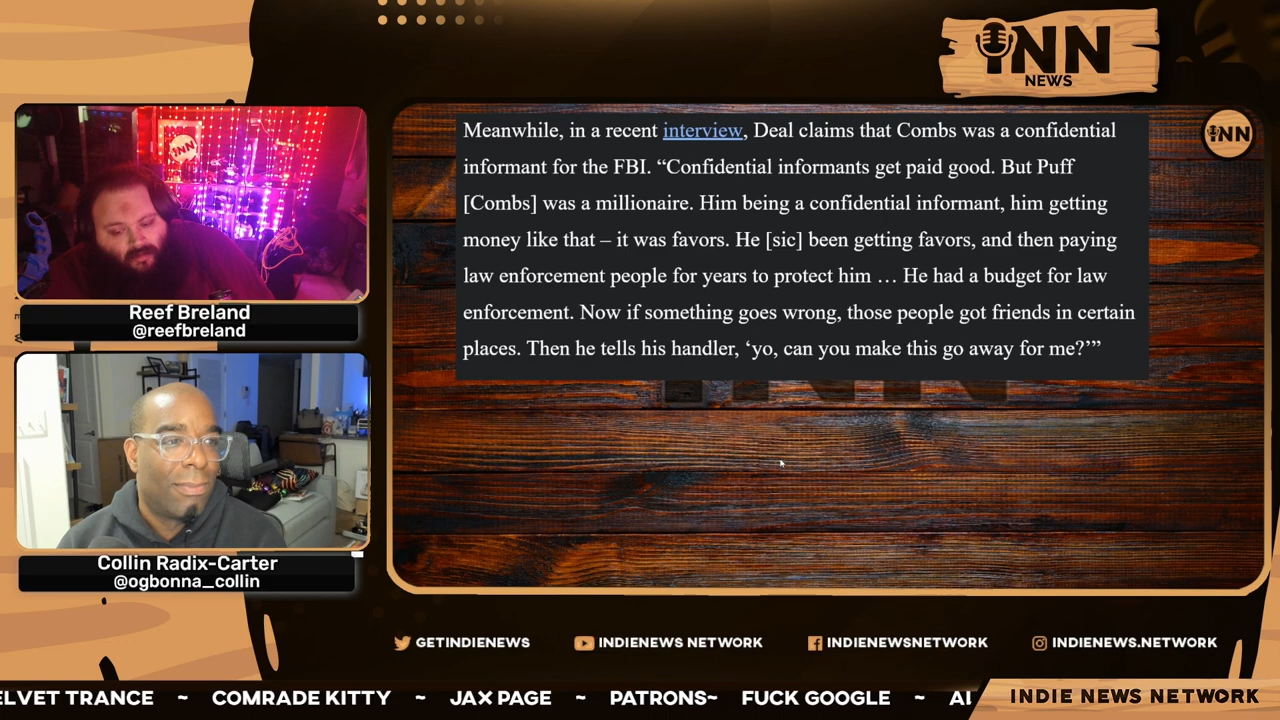 INN
NEWS
INN
Meanwhile, in a recent interview, Deal claims that Combs was a confidential
informant for the FBI. “Confidential informants get paid good. But Puff
[Combs] was a millionaire. Him being a confidential informant, him getting
money like that – it was favors. He [sic] been getting favors, and then paying
law enforcement people for years to protect him … He had a budget for law
enforcement. Now if something goes wrong, those people got friends in certain
places. Then he tells his handler, ‘yo, can you make this go away for me?’”
INN
Reef Breland
@reefbreland
Collin Radix-Carter
@ogbonna_collin
GETINDIENEWS
INDIENEWS NETWORK
INDIENEWSNETWORK
INDIENEWS.NETWORK
ELVET TRANCE ~ COMRADE KITTY ~ JAX PAGE ~ PATRONS~ FUCK GOOGLE ~ AL
INDIE NEWS NETWORK